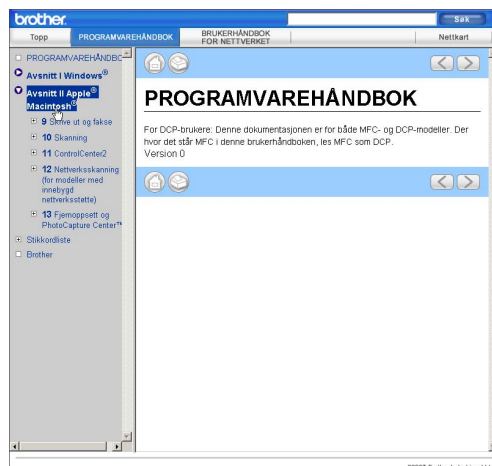 brother
Søk
Topp
PROGRAMVAREHÅNDBOK
BRUKERHÅNDBOK
FOR NETTVERKET
Nettkart
PROGRAMVAREHÅNDBO
Avsnitt I Windows®
Avsnitt II Apple®
Macintosh®
9 Skrive ut og fakse
10 Skanning
11 ControlCenter2
12 Nettverksskanning
(for modeller med
innebygd
nettverksstøtte)
13 Fjernoppsett og
PhotoCapture Center™
Stikkordliste
Brother
PROGRAMVAREHÅNDBOK
For DCP-brukere: Denne dokumentasjonen er for både MFC- og DCP-modeller. Der
hvor det står MFC i denne brukerhåndboken, les MFC som DCP.
Version 0